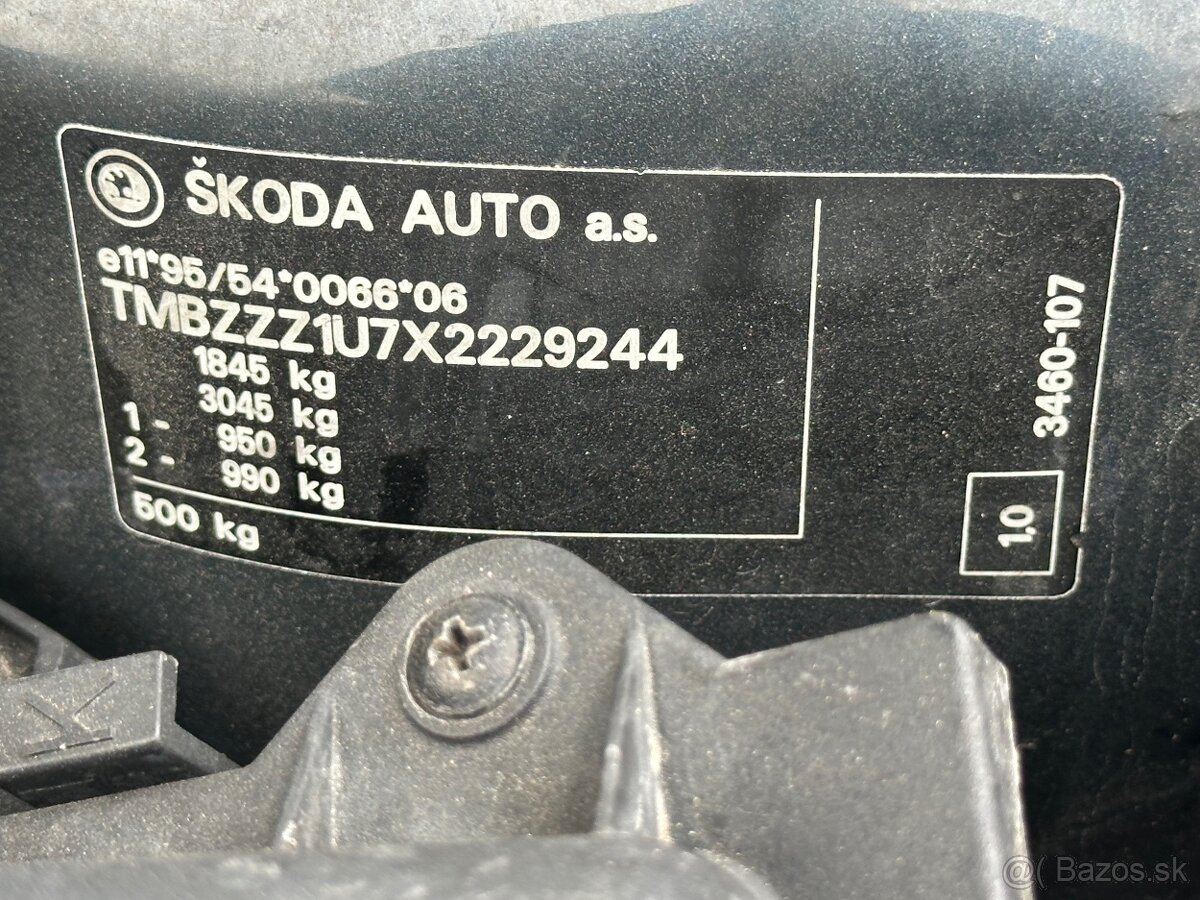 ŠKODA AUTO a.s.
e11*95/54*0066*06
TMBZZZ1U7X2229244
1845 kg
3045 kg
1 - 950 kg
2 - 990 kg
500 kg
3460-107
1.0
K
@( Bazos.sk